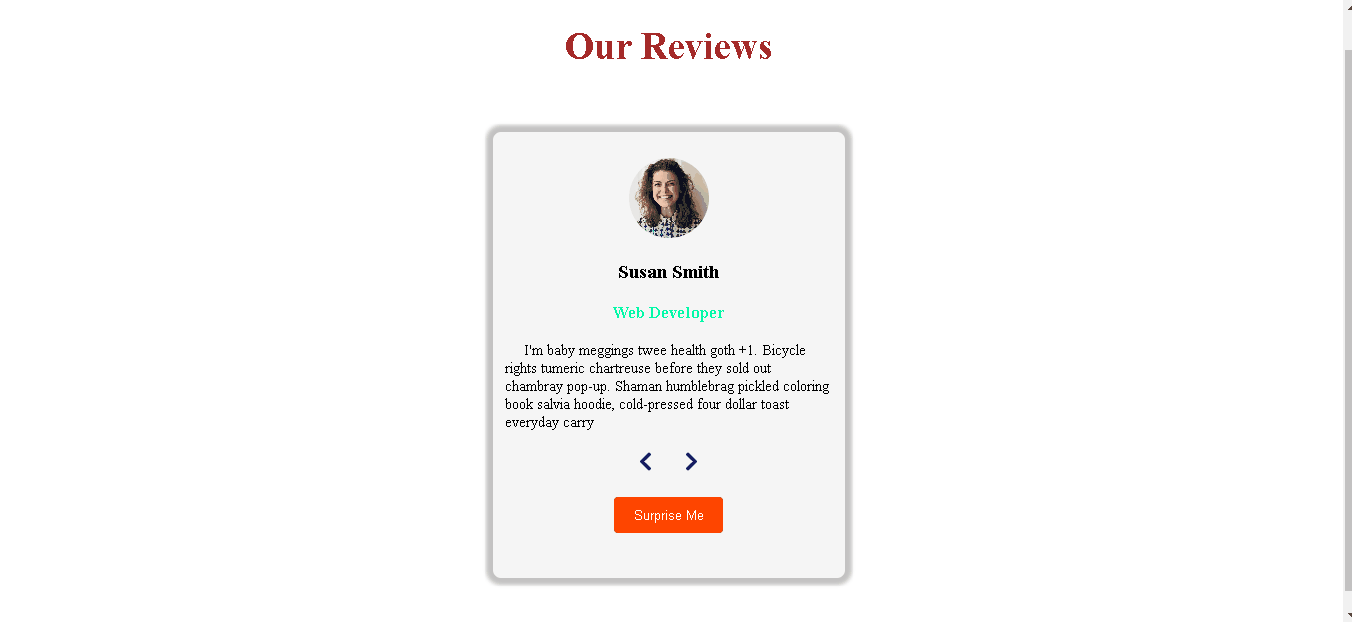 Our Reviews
Susan Smith
Web Developer
I'm baby meggings twee health goth +1. Bicycle
rights tumeric chartreuse before they sold out
chambray pop-up. Shaman humblebrag pickled coloring
book salvia hoodie, cold-pressed four dollar toast
everyday carry
Surprise Me